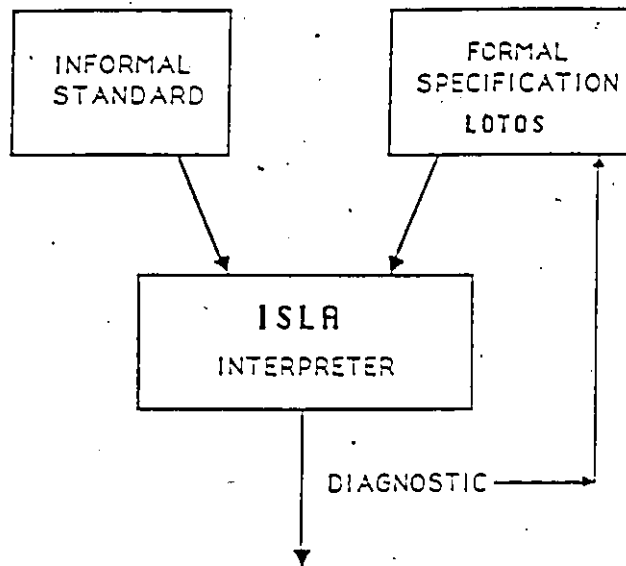 INFORMAL
STANDARD
FORMAL
SPECIFICATION
LOTOS
ISLA
INTERPRETER
DIAGNOSTIC